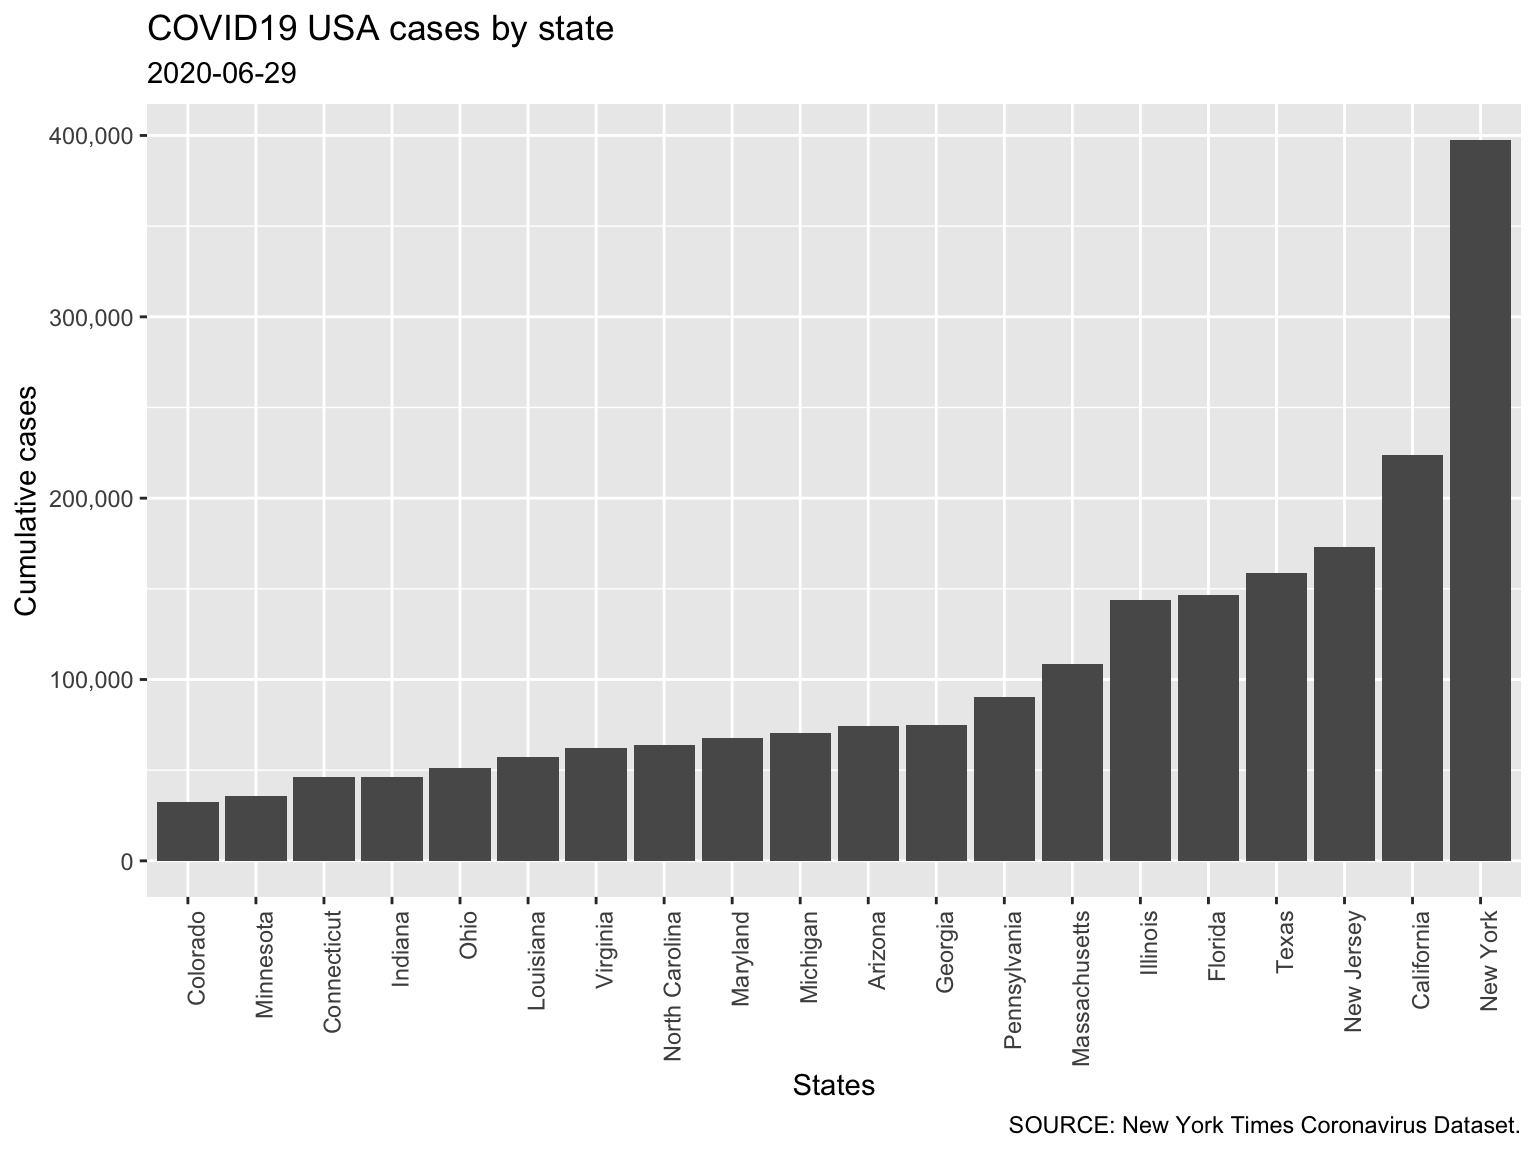 COVID19 USA cases by state
2020-06-29
Cumulative cases
400,000
300,000
200,000
100,000
0
Colorado
Minnesota
Connecticut
Indiana
Ohio
Louisiana
Virginia
North Carolina
Maryland
Michigan
Arizona
Georgia
Pennsylvania
Massachusetts
Illinois
Florida
Texas
New Jersey
California
New York
States
SOURCE: New York Times Coronavirus Dataset.